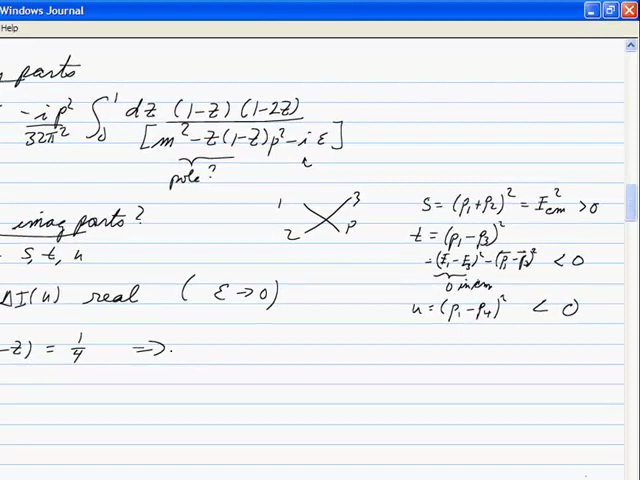 Windows Journal
Help
parts
-ip²/32π² ∫₀¹ dz (1-z)(1-2z) / [m²-z(1-z)p²-iε]
pole?
imag parts?
s, t, u
1 3
2 p
s = (p₁+p₂)² = E²cm > 0
t = (p₁-p₃)²
= (E₁-E₃)² - (p⃗₁-p⃗₃)² < 0
0 in cm
u = (p₁-p₄)² < 0
ΔI(u) real ( ε→0)
-z) = 1/4 =>